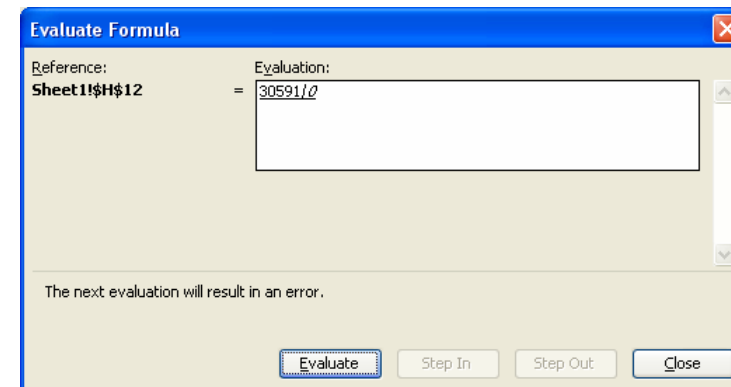 Evaluate Formula
Reference: Evaluation:
Sheet1!$H$12 = 30591/0
The next evaluation will result in an error.
Evaluate Step In Step Out Close